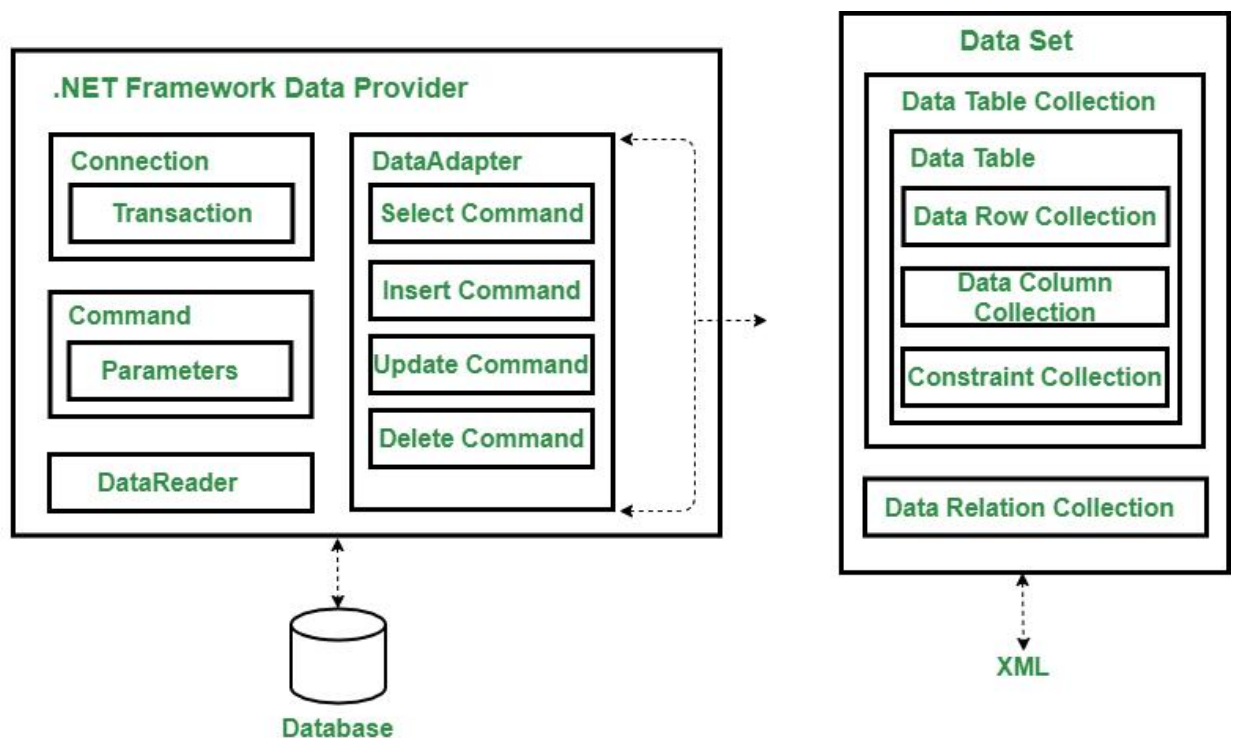 .NET Framework Data Provider
Connection
Transaction
Command
Parameters
DataReader
DataAdapter
Select Command
Insert Command
Update Command
Delete Command
Database
Data Set
Data Table Collection
Data Table
Data Row Collection
Data Column
Collection
Constraint Collection
Data Relation Collection
XML